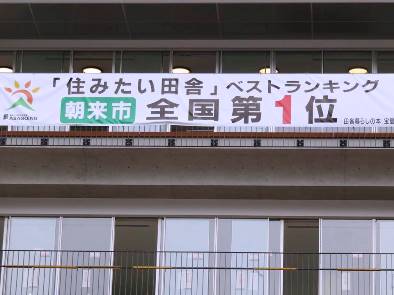 「住みたい田舎」ベストランキング
朝来市 全国第1位